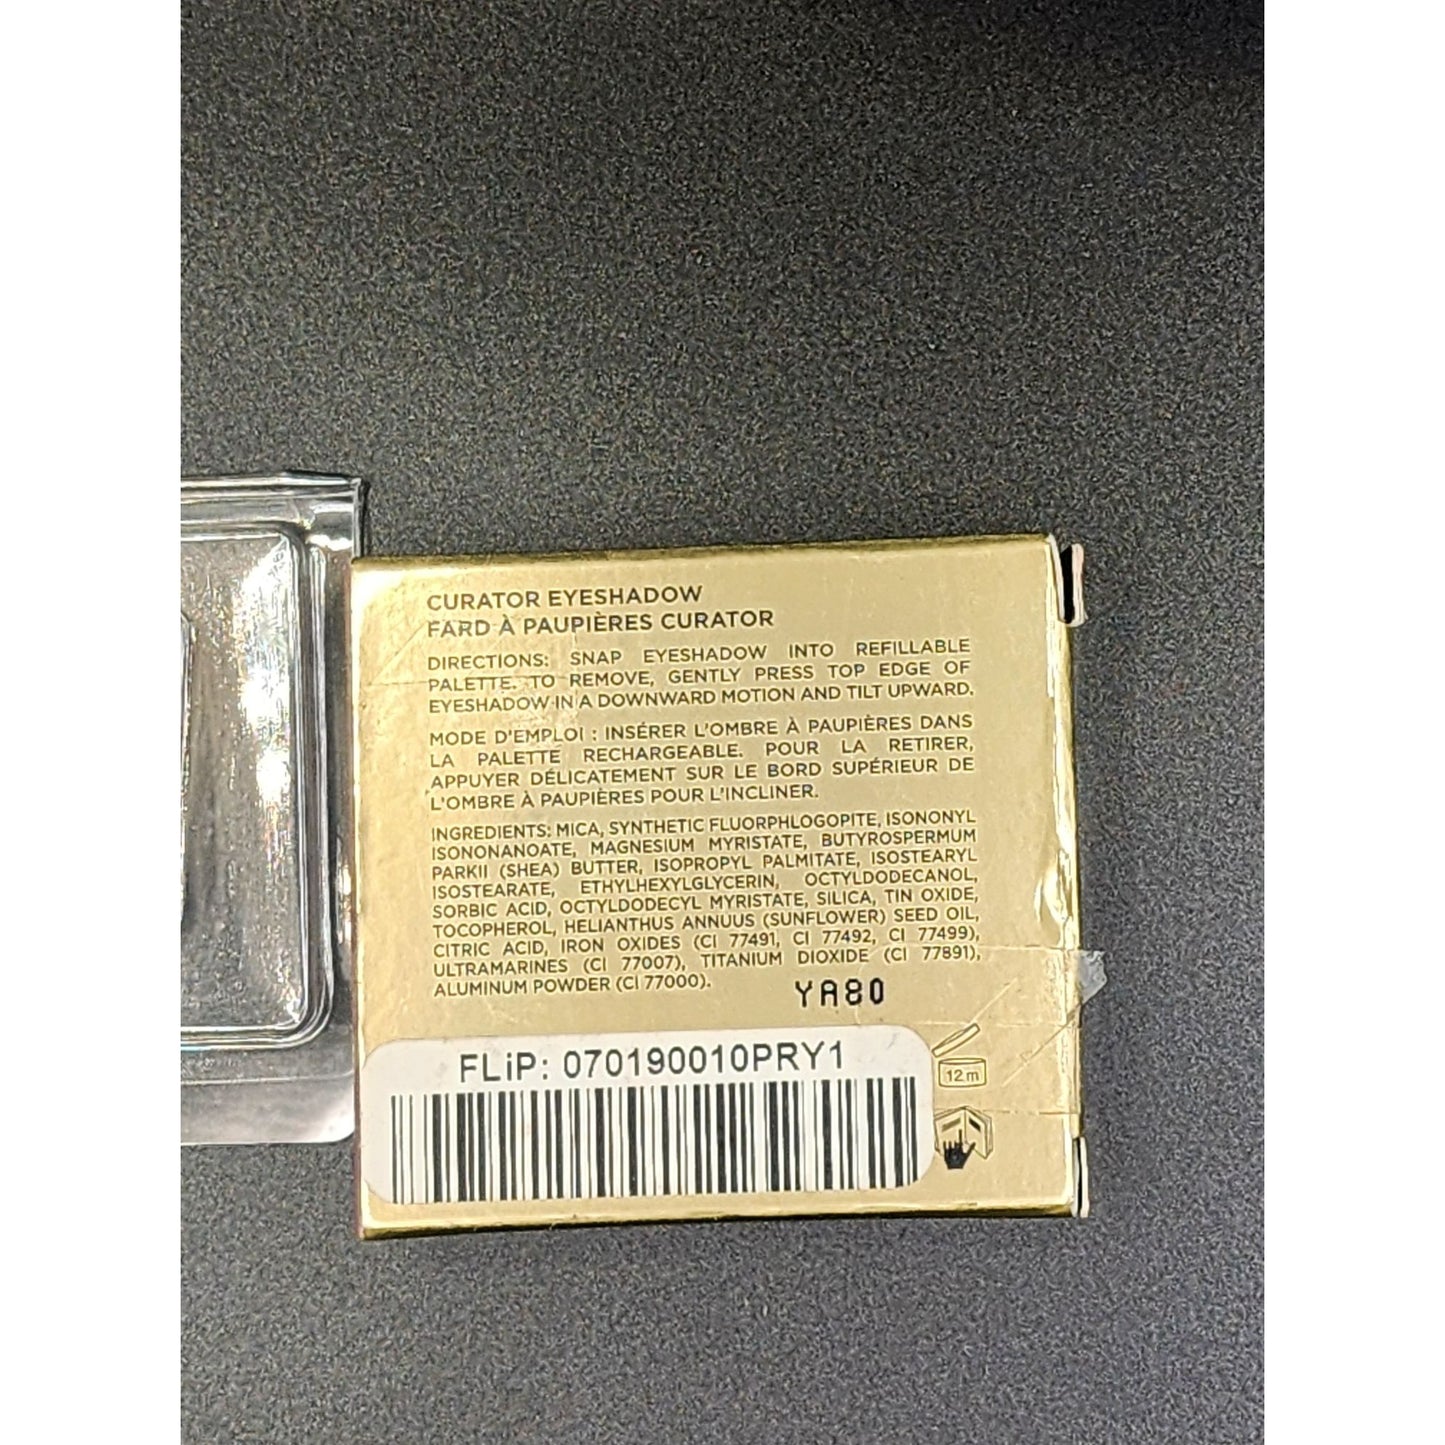 CURATOR EYESHADOW
FARD À PAUPIÈRES CURATOR
DIRECTIONS: SNAP EYESHADOW INTO REFILLABLE
PALETTE. TO REMOVE, GENTLY PRESS TOP EDGE OF
EYESHADOW IN A DOWNWARD MOTION AND TILT UPWARD.
MODE D'EMPLOI : INSÉRER L'OMBRE À PAUPIÈRES DANS
LA PALETTE RECHARGEABLE. POUR LA RETIRER,
APPUYER DÉLICATEMENT SUR LE BORD SUPÉRIEUR DE
L'OMBRE À PAUPIÈRES POUR L'INCLINER.
INGREDIENTS: MICA, SYNTHETIC FLUORPHLOGOPITE, ISONONYL
ISONONANOATE, MAGNESIUM MYRISTATE, BUTYROSPERMUM
PARKII (SHEA) BUTTER, ISOPROPYL PALMITATE, ISOSTEARYL
ISOSTEARATE, ETHYLHEXYLGLYCERIN, OCTYLDODECANOL,
SORBIC ACID, OCTYLDODECYL MYRISTATE, SILICA, TIN OXIDE,
TOCOPHEROL, HELIANTHUS ANNUUS (SUNFLOWER) SEED OIL,
CITRIC ACID, IRON OXIDES (CI 77491, CI 77492, CI 77499),
ULTRAMARINES (CI 77007), TITANIUM DIOXIDE (CI 77891),
ALUMINUM POWDER (CI 77000).
YA80
FLiP: 070190010PRY1
12 m